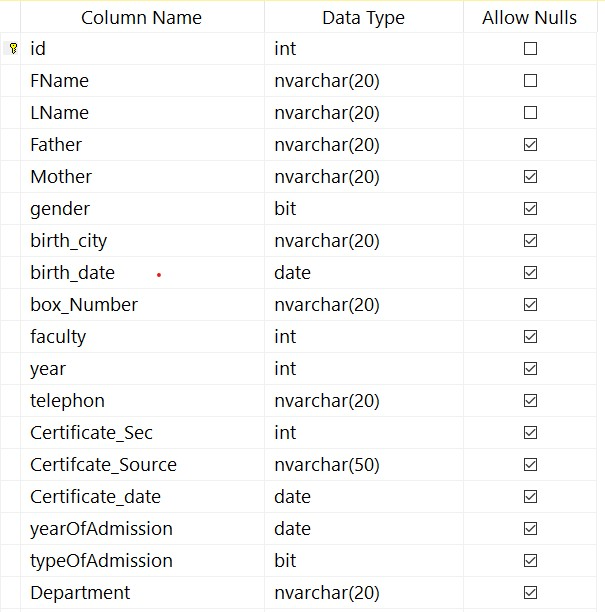 Column Name Data Type Allow Nulls
id int
FName nvarchar(20)
LName nvarchar(20)
Father nvarchar(20)
Mother nvarchar(20)
gender bit
birth_city nvarchar(20)
birth_date date
box_Number nvarchar(20)
faculty int
year int
telephon nvarchar(20)
Certificate_Sec int
Certifcate_Source nvarchar(50)
Certificate_date date
yearOfAdmission date
typeOfAdmission bit
Department nvarchar(20)